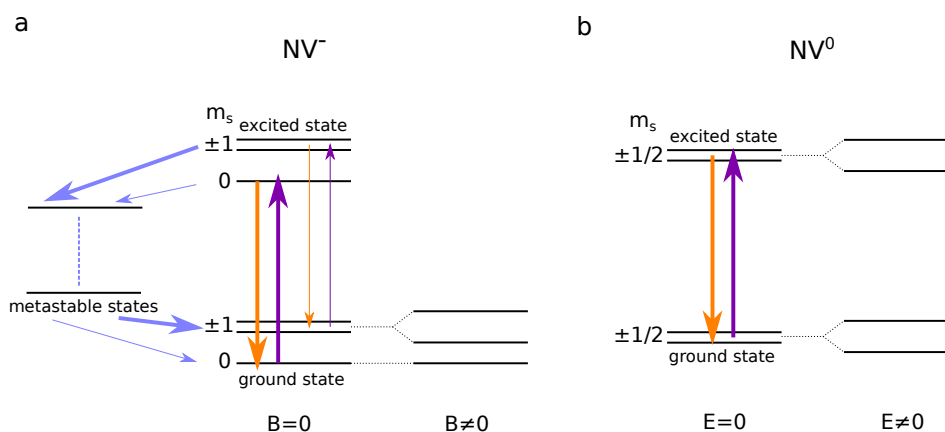 a
NV⁻
mₛ
excited state
±1
0
metastable states
±1
0
ground state
B=0
B≠0
b
NV⁰
mₛ
excited state
±1/2
±1/2
ground state
E=0
E≠0